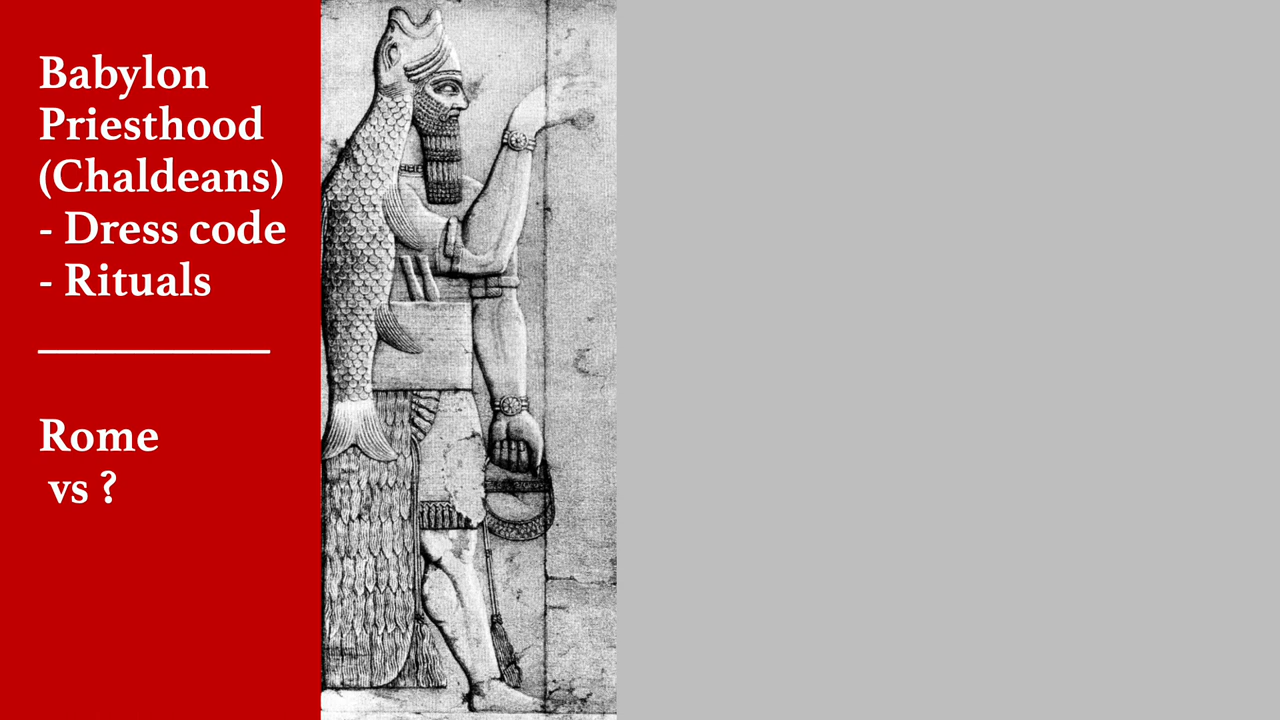 Babylon
Priesthood
(Chaldeans)
- Dress code
- Rituals
Rome
vs ?